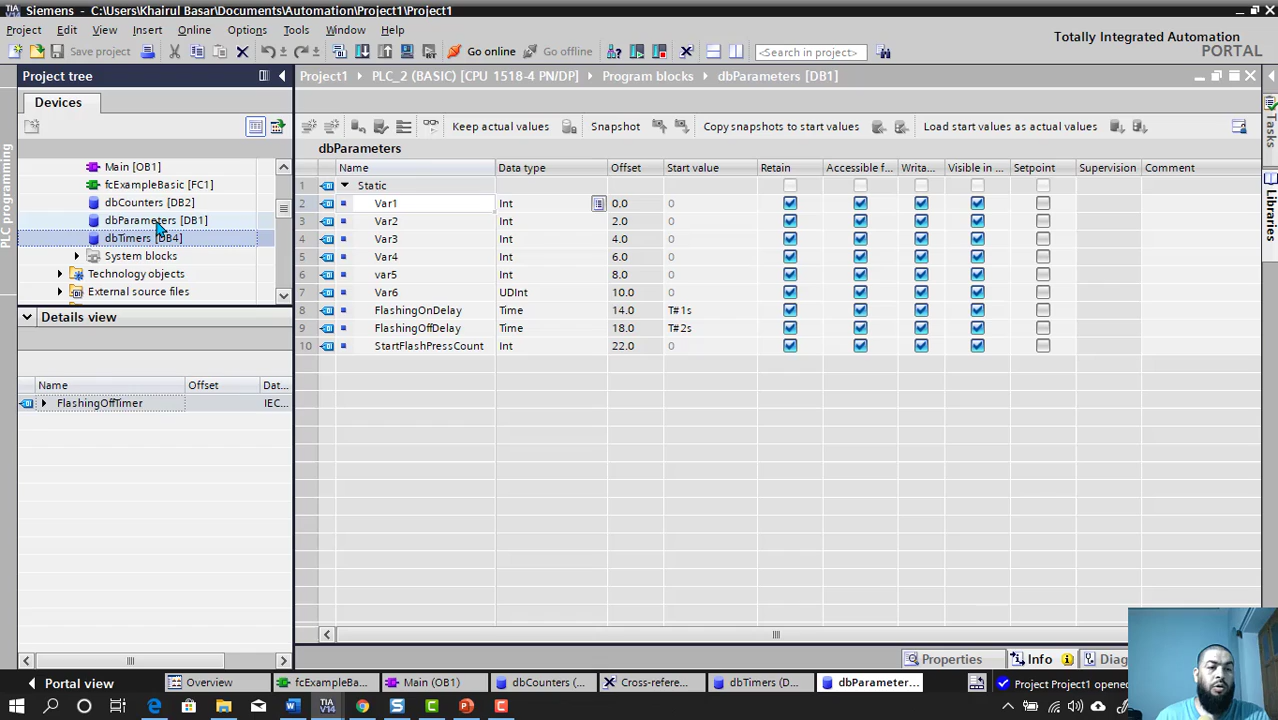 Siemens - C:\Users\Khairul Basar\Documents\Automation\Project1\Project1
Project Edit View Insert Online Options Tools Window Help
Totally Integrated Automation
PORTAL
Save project Go online Go offline <Search in project>
Project tree
Project1 PLC_2 (BASIC) [CPU 1518-4 PN/DP] Program blocks dbParameters [DB1]
Devices
Keep actual values Snapshot Copy snapshots to start values Load start values as actual values
dbParameters
Name Data type Offset Start value Retain Accessible f... Writa... Visible in ... Setpoint Supervision Comment
1 Static
2 Var1 Int 0.0 0
3 Var2 Int 2.0 0
4 Var3 Int 4.0 0
5 Var4 Int 6.0 0
6 var5 Int 8.0 0
7 Var6 UDInt 10.0 0
8 FlashingOnDelay Time 14.0 T#1s
9 FlashingOffDelay Time 18.0 T#2s
10 StartFlashPressCount Int 22.0 0
Main [OB1]
fcExampleBasic [FC1]
dbCounters [DB2]
dbParameters [DB1]
dbTimers [DB4]
System blocks
Technology objects
External source files
Details view
Name Offset Dat...
FlashingOffTimer IEC...
PLC programming
Tasks
Libraries
Properties Info Diag
Portal view Overview fcExampleBa... Main (OB1) dbCounters (... Cross-refere... dbTimers (D... dbParameter... Project Project1 opened
TIA V14